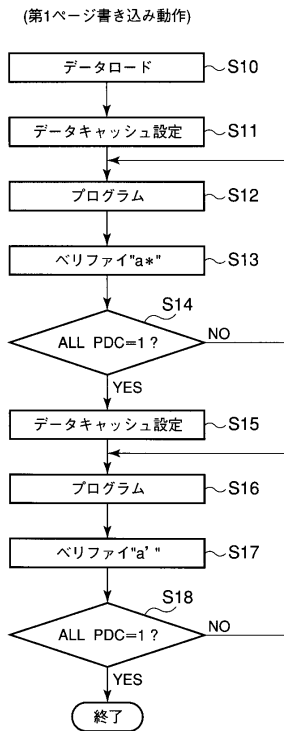 (第1ページ書き込み動作)
データロード S10
データキャッシュ設定 S11
プログラム S12
ベリファイ"a*" S13
S14
ALL PDC=1 ? NO
YES
データキャッシュ設定 S15
プログラム S16
ベリファイ"a' " S17
S18
ALL PDC=1 ? NO
YES
終了